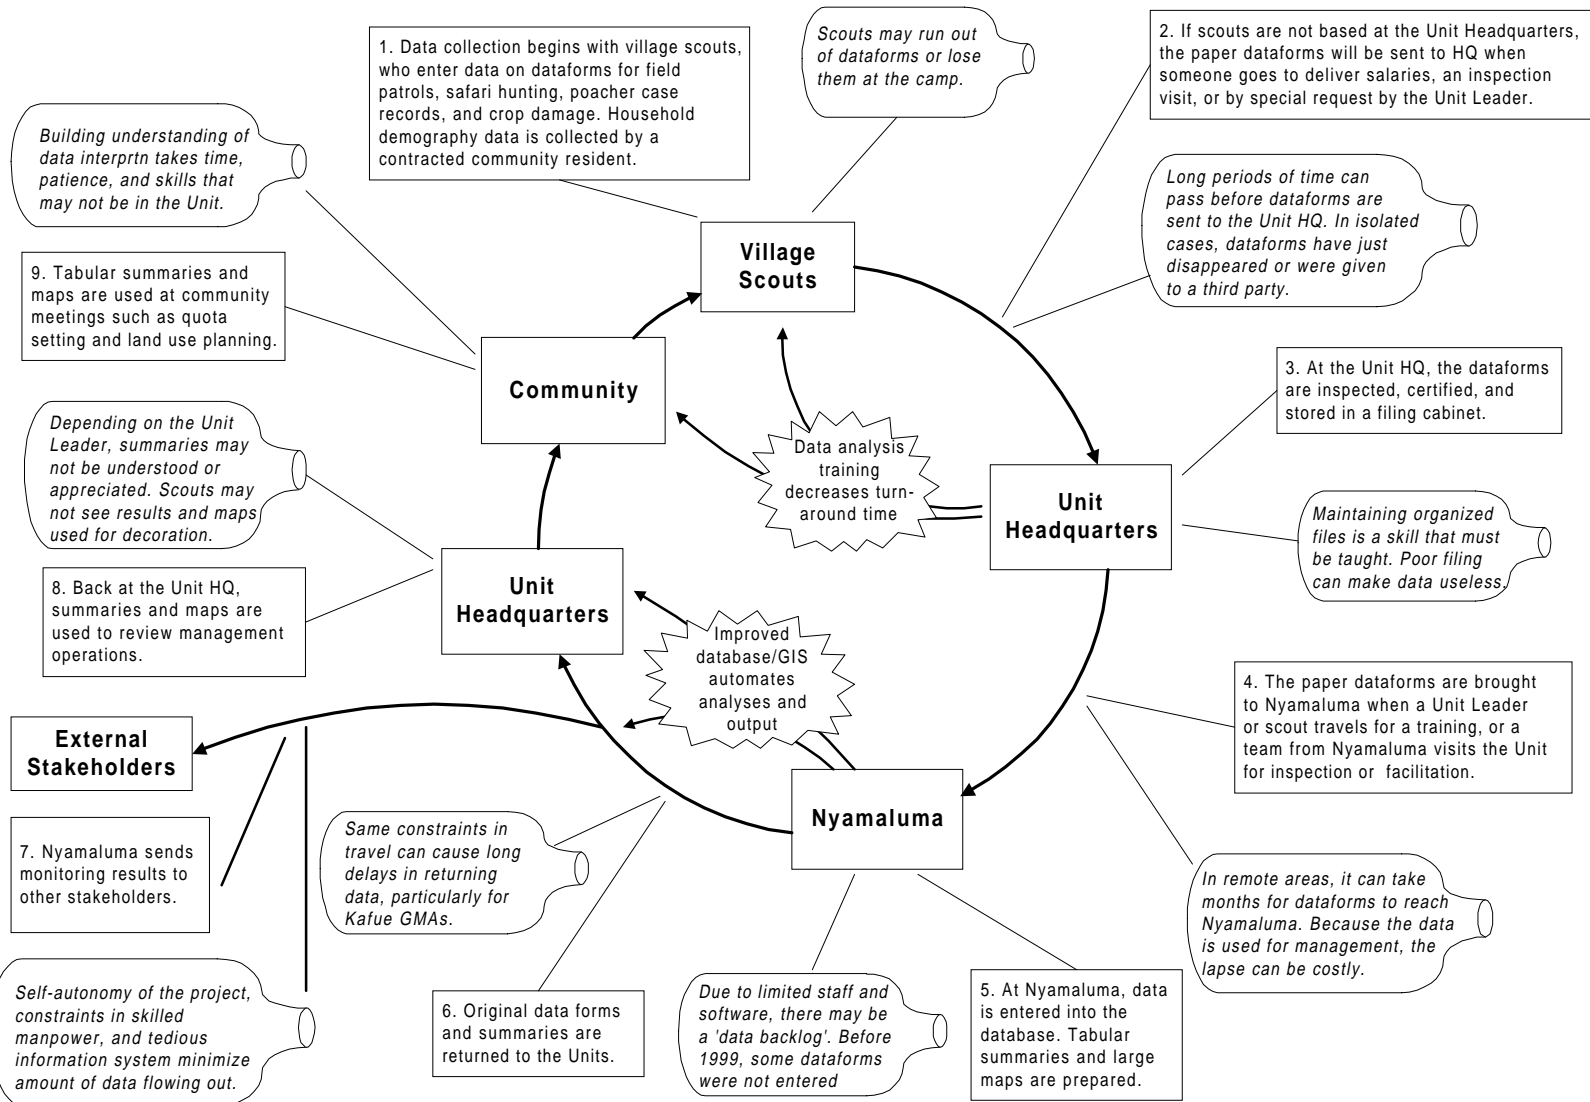 1. Data collection begins with village scouts,
who enter data on dataforms for field
patrols, safari hunting, poacher case
records, and crop damage. Household
demography data is collected by a
contracted community resident.
Scouts may run out
of dataforms or lose
them at the camp.
2. If scouts are not based at the Unit Headquarters,
the paper dataforms will be sent to HQ when
someone goes to deliver salaries, an inspection
visit, or by special request by the Unit Leader.
Building understanding of
data interprtn takes time,
patience, and skills that
may not be in the Unit.
Long periods of time can
pass before dataforms are
sent to the Unit HQ. In isolated
cases, dataforms have just
disappeared or were given
to a third party.
Village
Scouts
9. Tabular summaries and
maps are used at community
meetings such as quota
setting and land use planning.
Community
3. At the Unit HQ, the dataforms
are inspected, certified, and
stored in a filing cabinet.
Depending on the Unit
Leader, summaries may
not be understood or
appreciated. Scouts may
not see results and maps
used for decoration.
Data analysis
training
decreases turn-
around time
Unit
Headquarters
Maintaining organized
files is a skill that must
be taught. Poor filing
can make data useless.
8. Back at the Unit HQ,
summaries and maps are
used to review management
operations.
Unit
Headquarters
Improved
database/GIS
automates
analyses and
output
4. The paper dataforms are brought
to Nyamaluma when a Unit Leader
or scout travels for a training, or a
team from Nyamaluma visits the Unit
for inspection or facilitation.
External
Stakeholders
Nyamaluma
7. Nyamaluma sends
monitoring results to
other stakeholders.
Same constraints in
travel can cause long
delays in returning
data, particularly for
Kafue GMAs.
In remote areas, it can take
months for dataforms to reach
Nyamaluma. Because the data
is used for management, the
lapse can be costly.
Self-autonomy of the project,
constraints in skilled
manpower, and tedious
information system minimize
amount of data flowing out.
6. Original data forms
and summaries are
returned to the Units.
Due to limited staff and
software, there may be
a 'data backlog'. Before
1999, some dataforms
were not entered
5. At Nyamaluma, data
is entered into the
database. Tabular
summaries and large
maps are prepared.